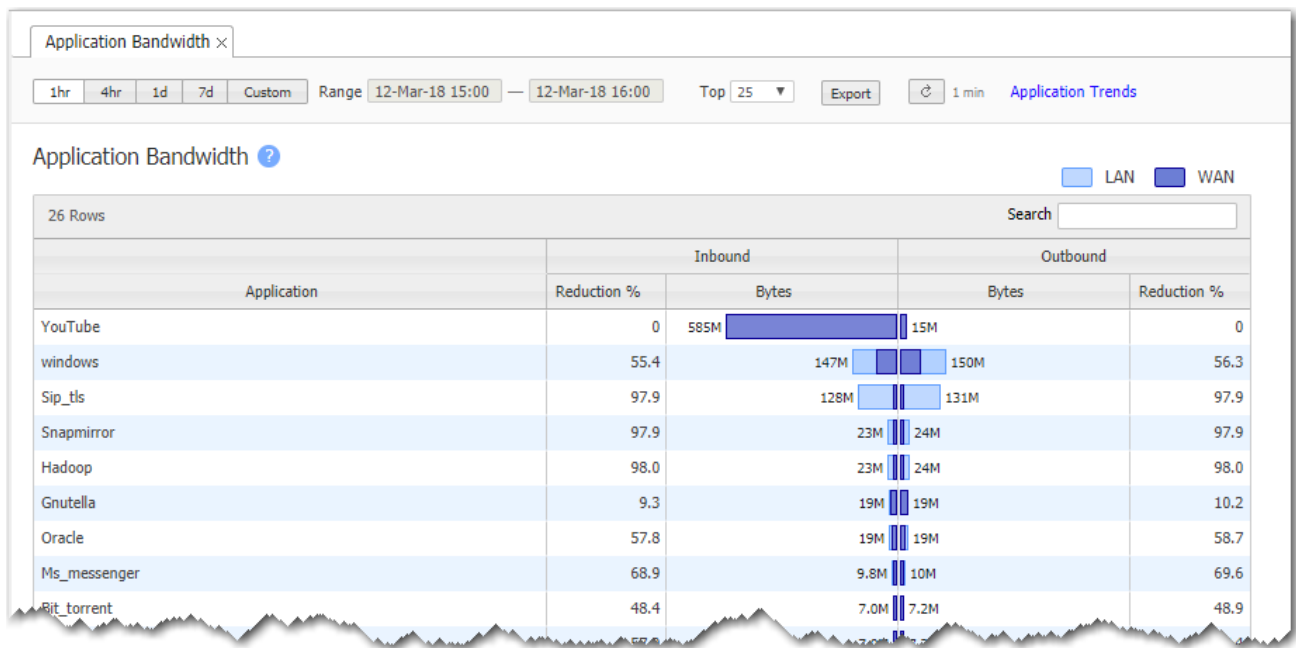 Application Bandwidth ×
1hr 4hr 1d 7d Custom Range 12-Mar-18 15:00 — 12-Mar-18 16:00 Top 25 ▼ Export 1 min Application Trends
Application Bandwidth ?
LAN WAN
26 Rows Search
Inbound Outbound
Application Reduction % Bytes Bytes Reduction %
YouTube 0 585M 15M 0
windows 55.4 147M 150M 56.3
Sip_tls 97.9 128M 131M 97.9
Snapmirror 97.9 23M 24M 97.9
Hadoop 98.0 23M 24M 98.0
Gnutella 9.3 19M 19M 10.2
Oracle 57.8 19M 19M 58.7
Ms_messenger 68.9 9.8M 10M 69.6
Bit_torrent 48.4 7.0M 7.2M 48.9